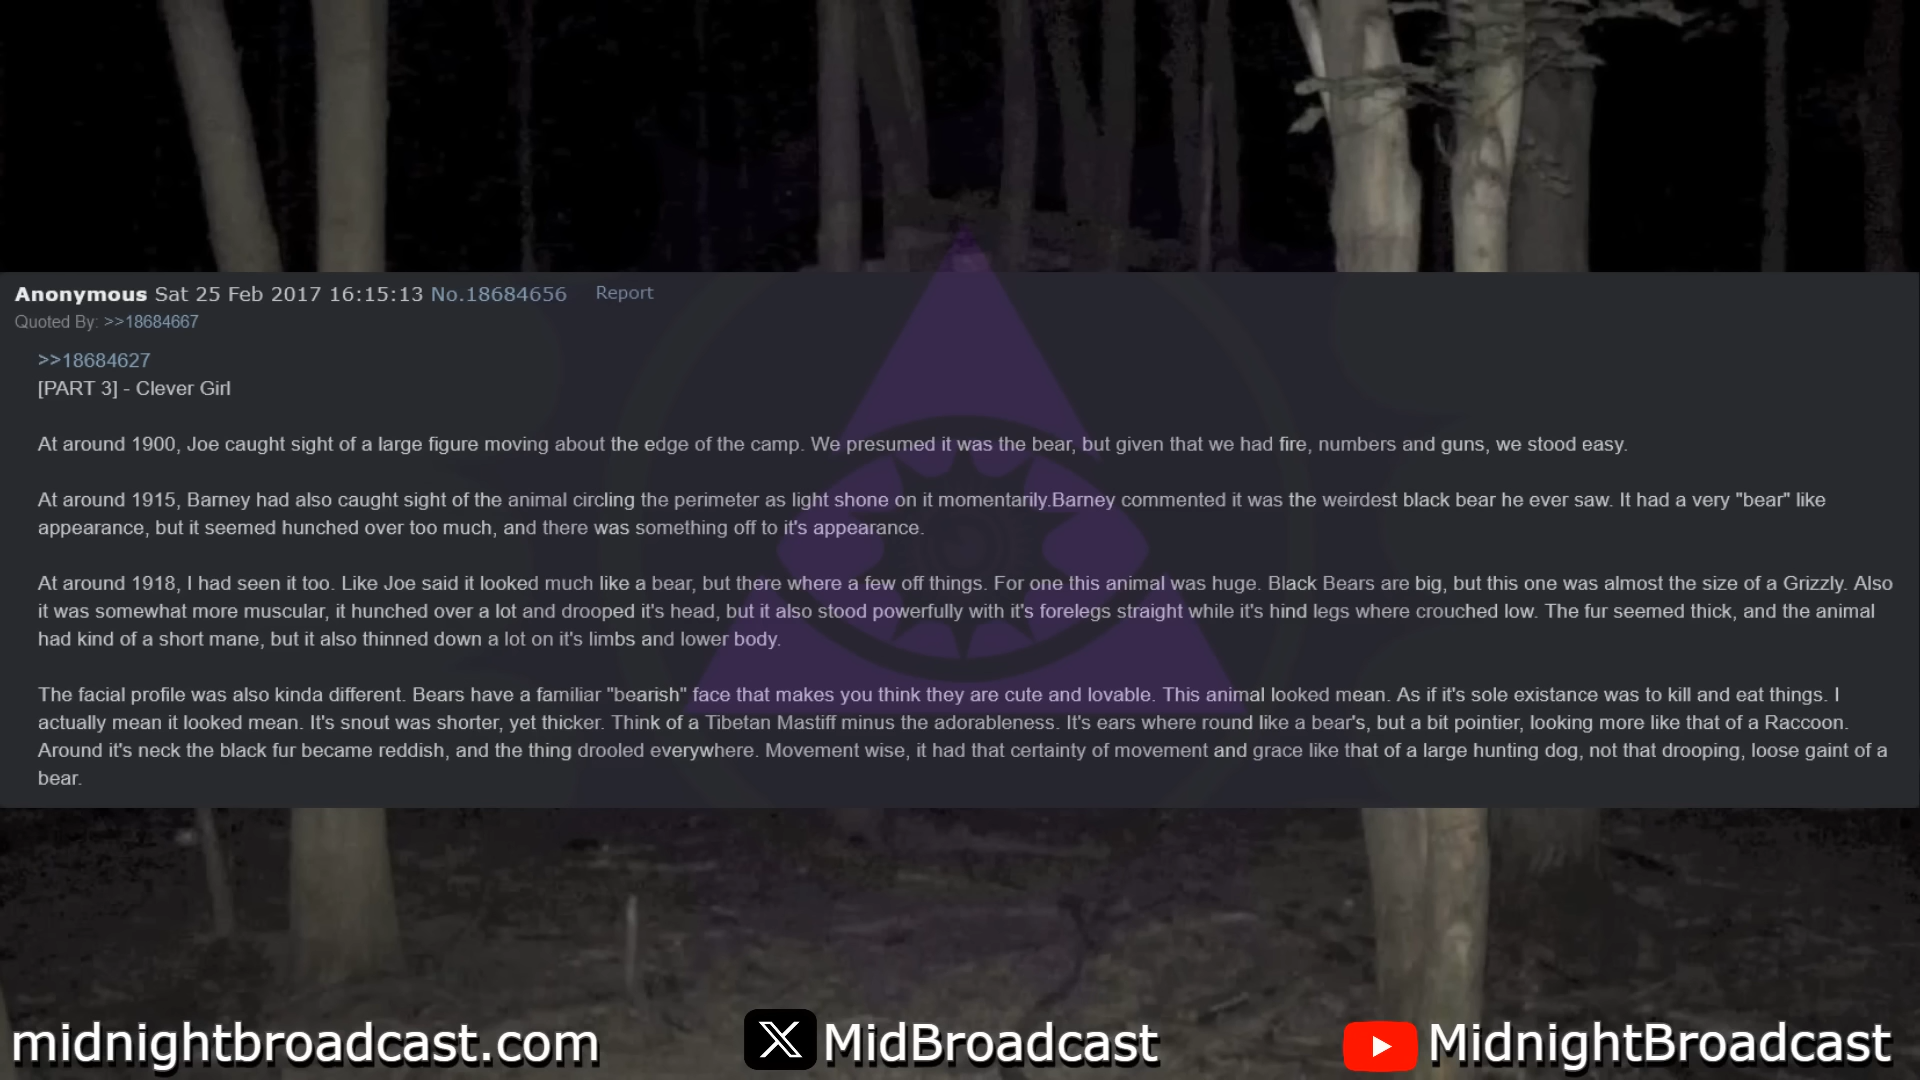 Anonymous Sat 25 Feb 2017 16:15:13 No.18684656 Report
Quoted By: >>18684667
>>18684627
[PART 3] - Clever Girl
At around 1900, Joe caught sight of a large figure moving about the edge of the camp. We presumed it was the bear, but given that we had fire, numbers and guns, we stood easy.
At around 1915, Barney had also caught sight of the animal circling the perimeter as light shone on it momentarily.Barney commented it was the weirdest black bear he ever saw. It had a very "bear" like
appearance, but it seemed hunched over too much, and there was something off to it's appearance.
At around 1918, I had seen it too. Like Joe said it looked much like a bear, but there where a few off things. For one this animal was huge. Black Bears are big, but this one was almost the size of a Grizzly. Also
it was somewhat more muscular, it hunched over a lot and drooped it's head, but it also stood powerfully with it's forelegs straight while it's hind legs where crouched low. The fur seemed thick, and the animal
had kind of a short mane, but it also thinned down a lot on it's limbs and lower body.
The facial profile was also kinda different. Bears have a familiar "bearish" face that makes you think they are cute and lovable. This animal looked mean. As if it's sole existance was to kill and eat things. I
actually mean it looked mean. It's snout was shorter, yet thicker. Think of a Tibetan Mastiff minus the adorableness. It's ears where round like a bear's, but a bit pointier, looking more like that of a Raccoon.
Around it's neck the black fur became reddish, and the thing drooled everywhere. Movement wise, it had that certainty of movement and grace like that of a large hunting dog, not that drooping, loose gaint of a
bear.
midnightbroadcast.com X MidBroadcast MidnightBroadcast